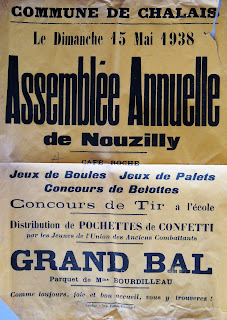 COMMUNE DE CHALAIS
Le Dimanche 15 Mai 1938
Assemblée Annuelle
de Nouzilly
CAFÉ ROCHE
Jeux de Boules Jeux de Palets
Concours de Belottes
Concours de Tir à l'école
Distribution de POCHETTES de CONFETTI
par les Jeunes de l'Union des Anciens Combattants
GRAND BAL
Parquet de Mme BOURDILLEAU
Comme toujours, joie et bon accueil, vous y trouverez !